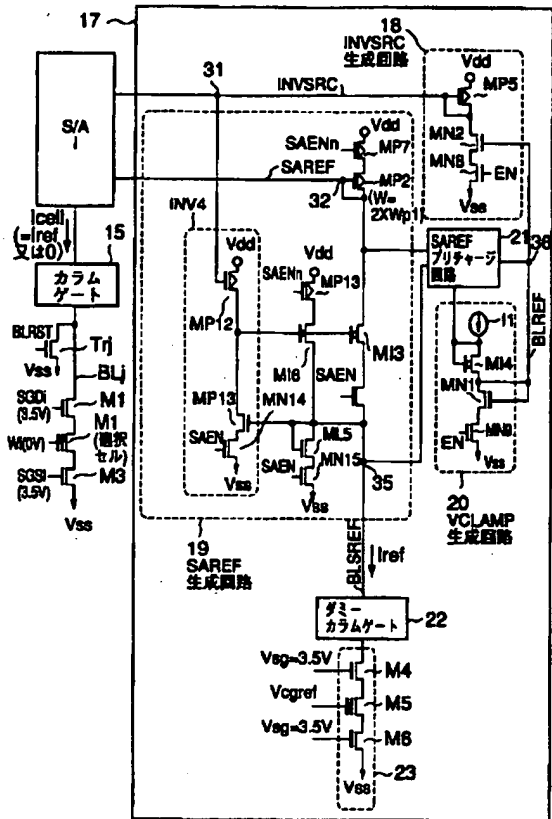 17
18
INVSRC
生成回路
Vdd
MP5
MN2
MN8
EN
Vss
31
INVSRC
S/A
SAREF
Vdd
SAENn
MP7
MP2
32
(W=
2XWp1)
INV4
Icell
(=Iref
又は0)
15
カラム
ゲート
BLRST
Trj
Vss
BLj
SGDi
(3.5V)
M1
M1
(選択
セル)
Wl(0V)
SGSl
(3.5V)
M3
Vss
Vdd
MP12
SAENn
Vdd
MP13
MI6
MI3
SAEN
MP13
MN14
SAEN
Vss
ML5
SAEN
MN15
Vss
35
21
SAREF
プリチャージ
回路
36
BLREF
I1
MI4
MN1
MN9
EN
Vss
20
VCLAMP
生成回路
19
SAREF
生成回路
BLSREF
Iref
ダミー
カラムゲート
22
Vsg=3.5V
M4
Vcgref
M5
Vsg=3.5V
M6
Vss
23